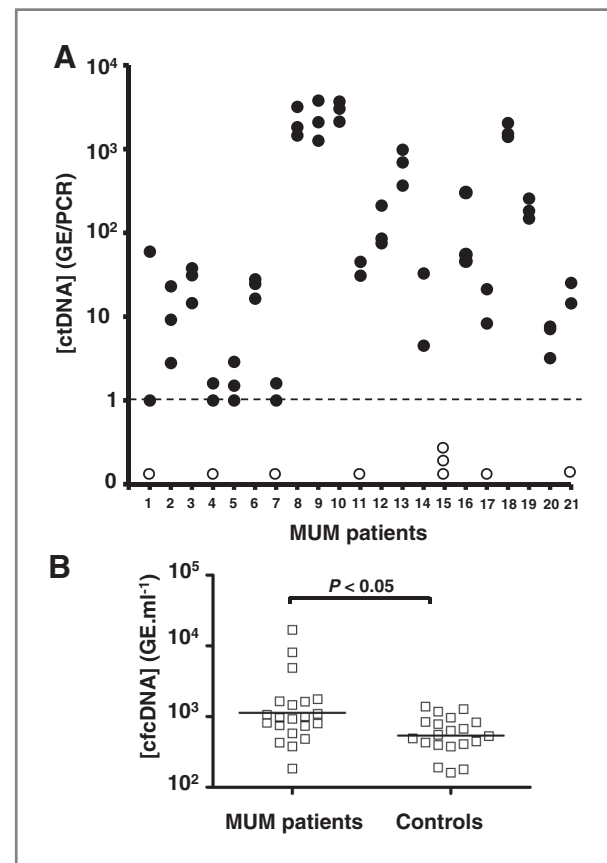 A
[ctDNA] (GE/PCR)
10⁴
10³
10²
10
1
0
1 2 3 4 5 6 7 8 9 10 11 12 13 14 15 16 17 18 19 20 21
MUM patients
B
[cfcDNA] (GE.ml⁻¹)
10⁵
10⁴
10³
10²
P < 0.05
MUM patients Controls